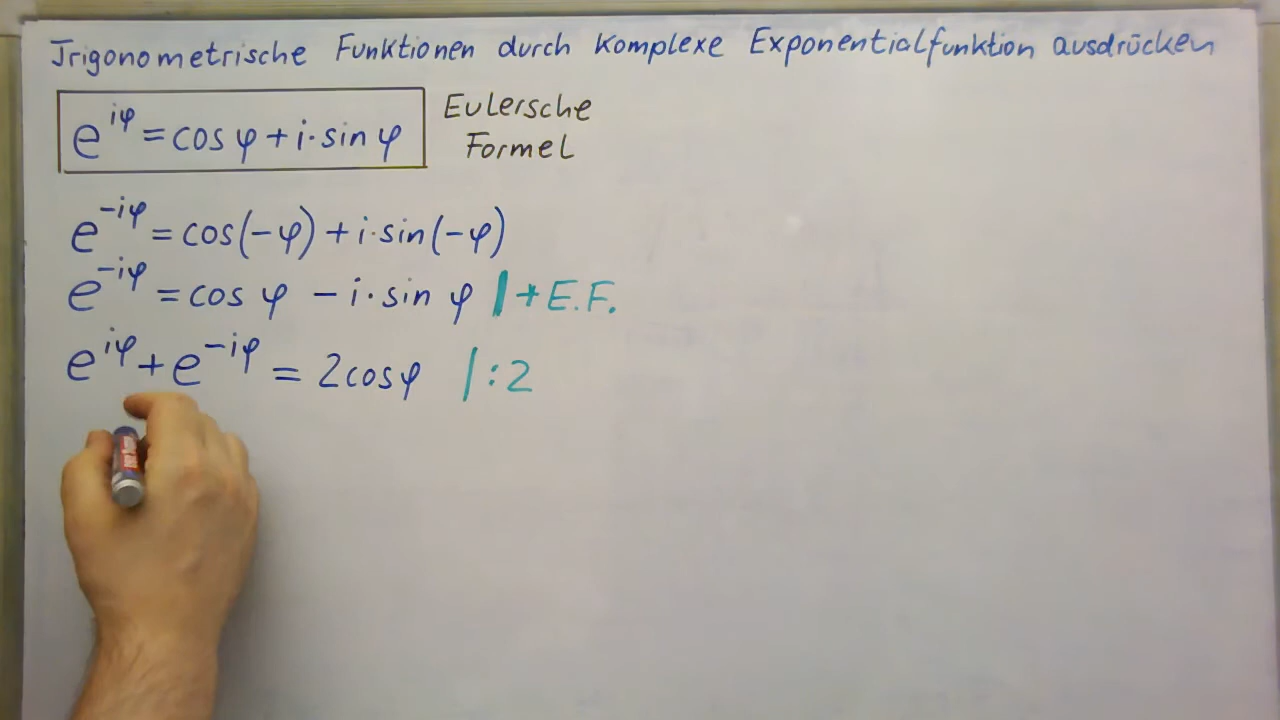 Trigonometrische Funktionen durch komplexe Exponentialfunktion ausdrücken
e^{iφ} = cos φ + i·sin φ
Eulersche
Formel
e^{-iφ} = cos(-φ) + i·sin(-φ)
e^{-iφ} = cos φ - i·sin φ |+ E.F.
e^{iφ} + e^{-iφ} = 2cosφ |:2